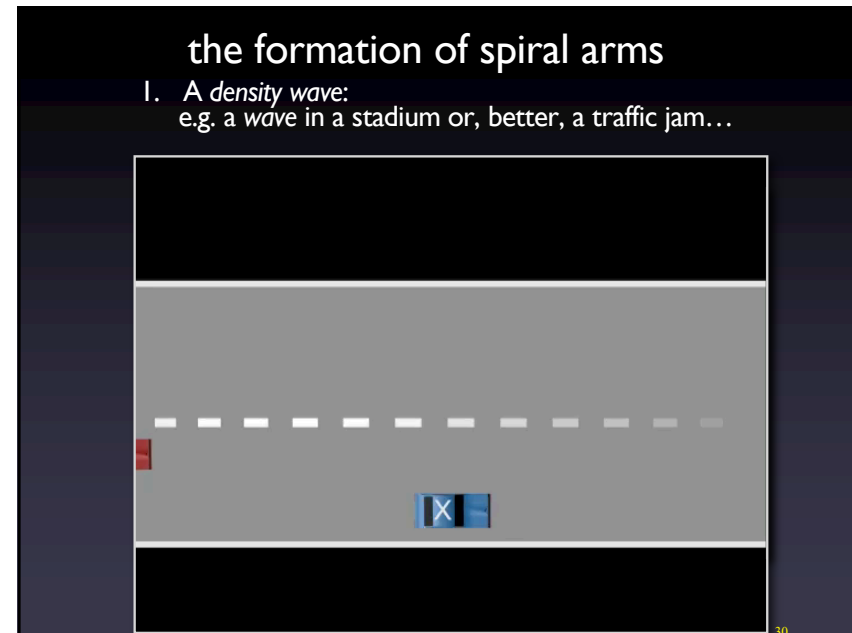 the formation of spiral arms
1. A density wave:
e.g. a wave in a stadium or, better, a traffic jam…
X
30